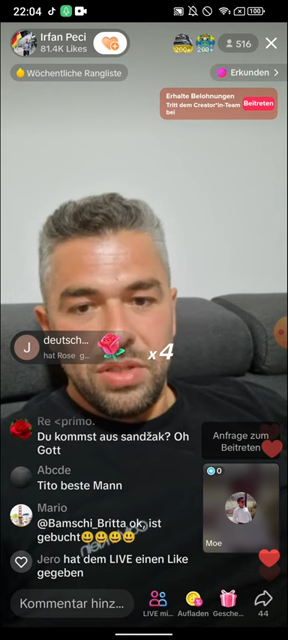 22:04
100
Irfan Peci
81.4K Likes
516
Wöchentliche Rangliste
Erkunden
Erhalte Belohnungen
Tritt dem Creator*in-Team bei
Beitreten
J
deutsch...
hat Rose g...
x4
Re <primo.
Du kommst aus sandžak? Oh
Gott
Anfrage zum
Beitreten
Abcde
Tito beste Mann
0
Mario
@Bamschi_Britta ok, ist
gebucht😃😃😃😃
Moe
Jero hat dem LIVE einen Like
gegeben
Kommentar hinz...
LIVE mi...
Aufladen
Gesche...
44